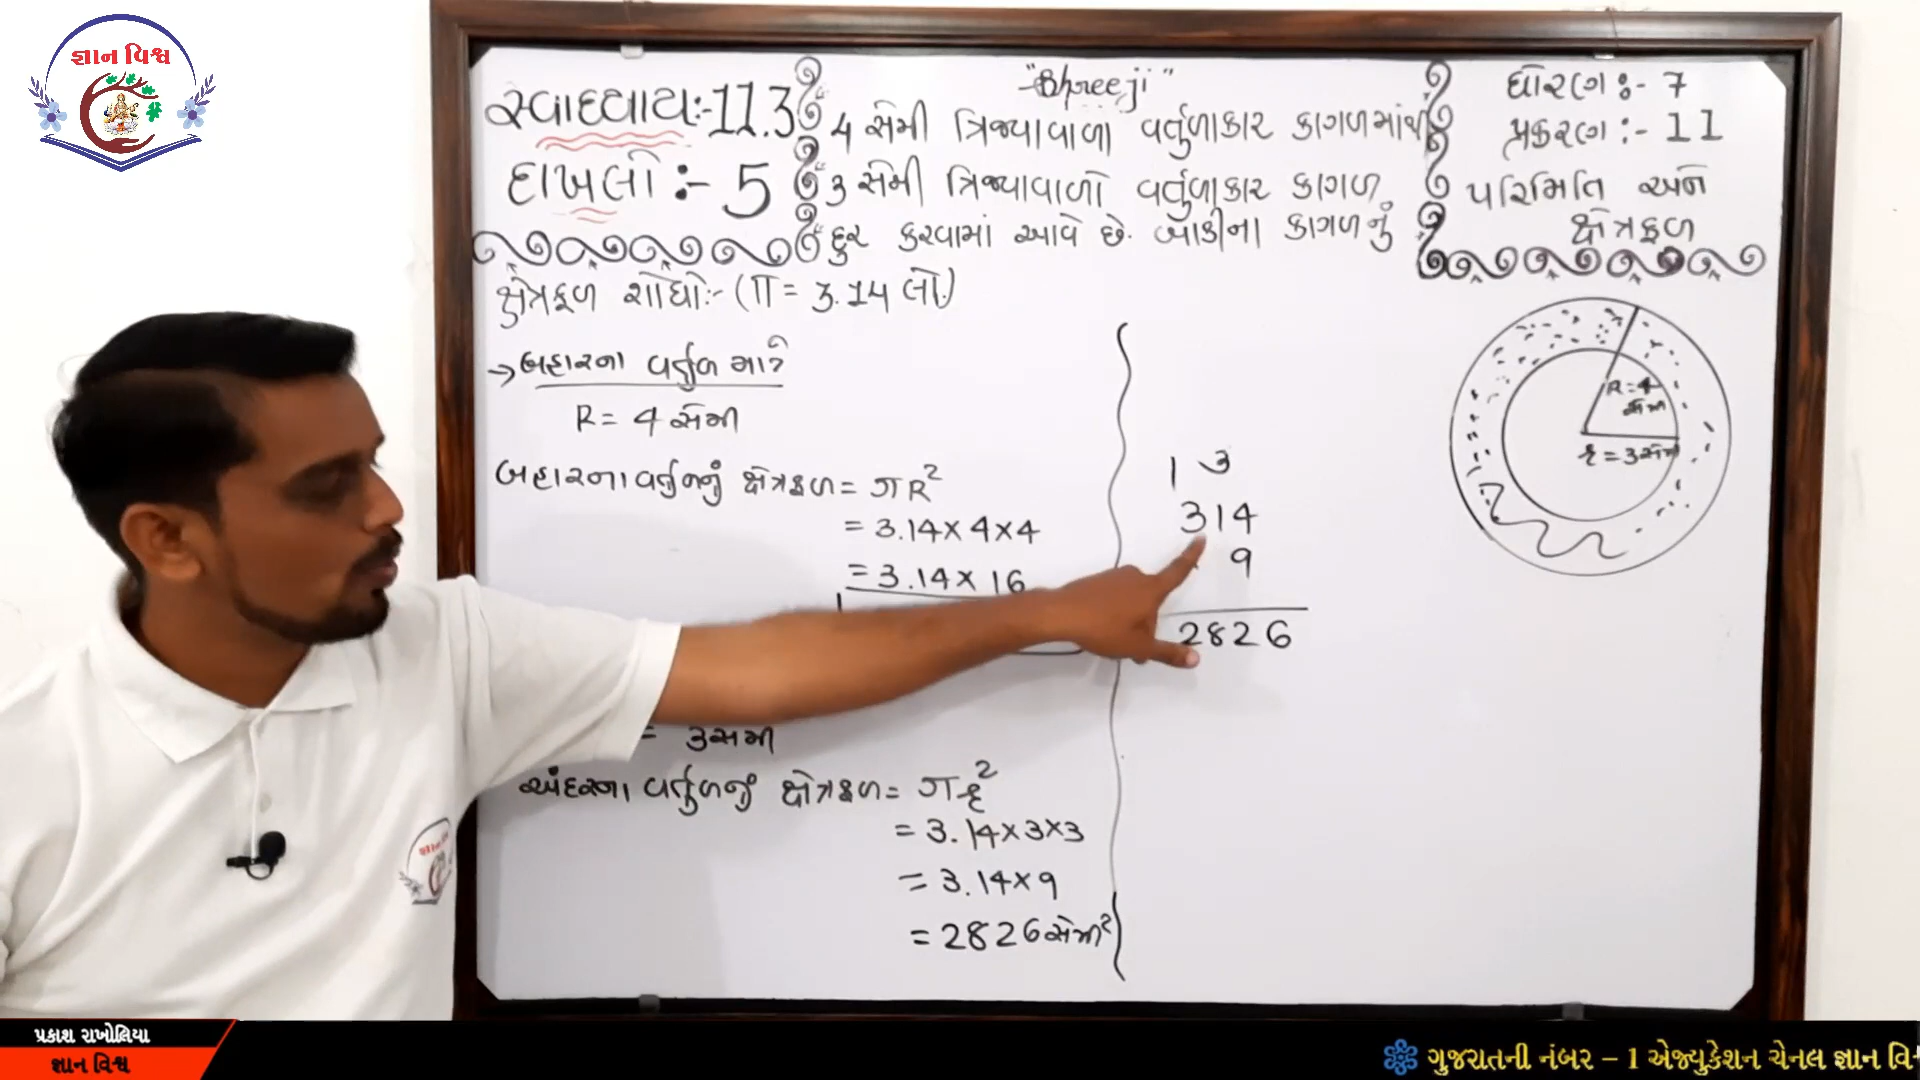 જ્ઞાન વિશ્વ
"Shreeji"
સ્વાધ્યાય:-11.3
દાખલો:- 5
4 સેમી ત્રિજ્યાવાળા વર્તુળાકાર કાગળમાંથી
3 સેમી ત્રિજ્યાવાળો વર્તુળાકાર કાગળ
દુર કરવામાં આવે છે. બાકીના કાગળનું
ક્ષેત્રફળ શોધો:- (π = 3.14 લો.)
ધોરણ:- 7
પ્રકરણ:- 11
પરિમિતિ અને
ક્ષેત્રફળ
→ બહારના વર્તુળ માટે
R = 4 સેમી
બહારના વર્તુળનું ક્ષેત્રફળ = πR²
= 3.14 × 4 × 4
= 3.14 × 16
= 3 સેમી
અંદરના વર્તુળનું ક્ષેત્રફળ = πr²
= 3.14 × 3 × 3
= 3.14 × 9
= 2826 સેમી²
1 3
314
9
2826
R = 4
સેમી
r = 3 સેમી
પ્રકાશ રાખોલિયા
જ્ઞાન વિશ્વ
ગુજરાતની નંબર – 1 એજ્યુકેશન ચેનલ જ્ઞાન વિ